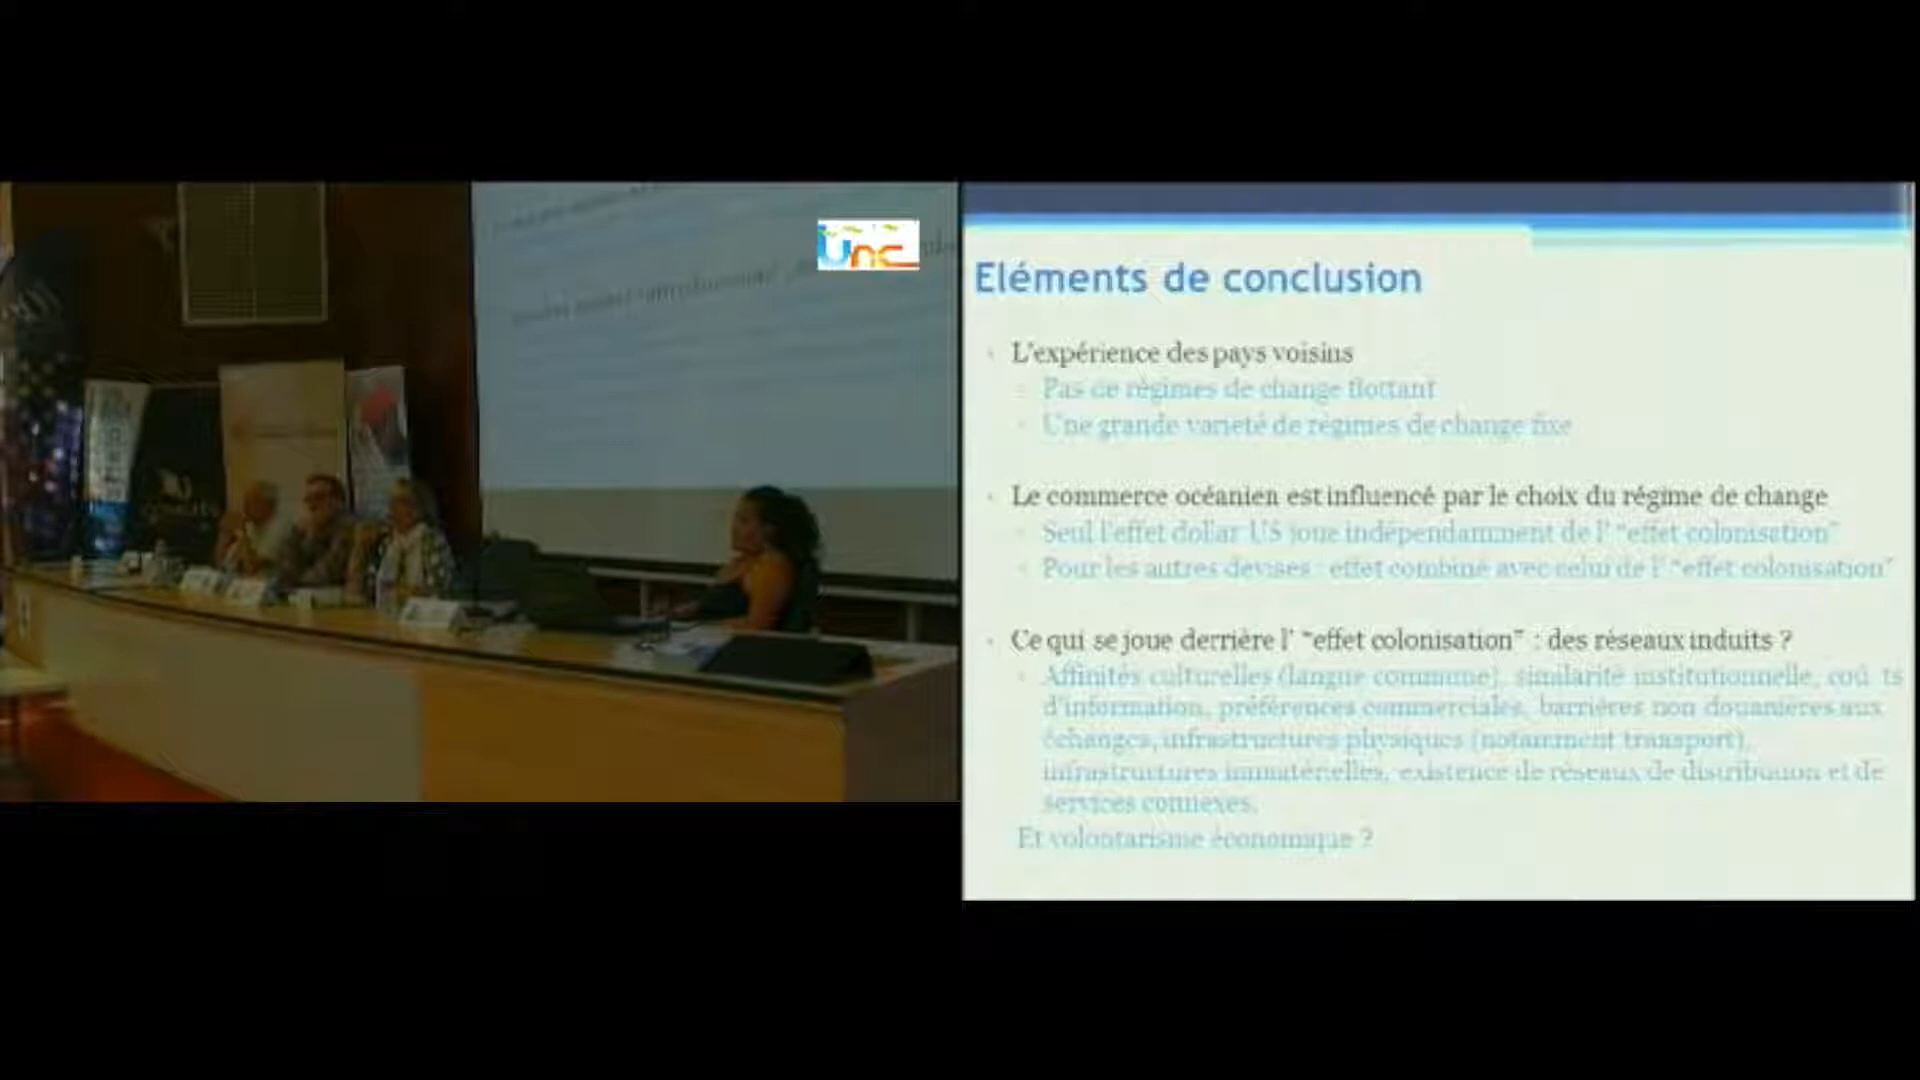 Unc
Eléments de conclusion
L'expérience des pays voisins
Pas de régimes de change flottant
Une grande variété de régimes de change fixe
Le commerce océanien est influencé par le choix du régime de change
Seul l'effet dollar US joue indépendamment de l' "effet colonisation"
Pour les autres devises : effet combiné avec celui de l' "effet colonisation"
Ce qui se joue derrière l' "effet colonisation" : des réseaux induits ?
Affinités culturelles (langue commune), similarité institutionnelle, coû ts
d'information, préférences commerciales, barrières non douanières aux
échanges, infrastructures physiques (notamment transport),
infrastructures immatérielles, existence de réseaux de distribution et de
services connexes.
Et volontarisme économique ?